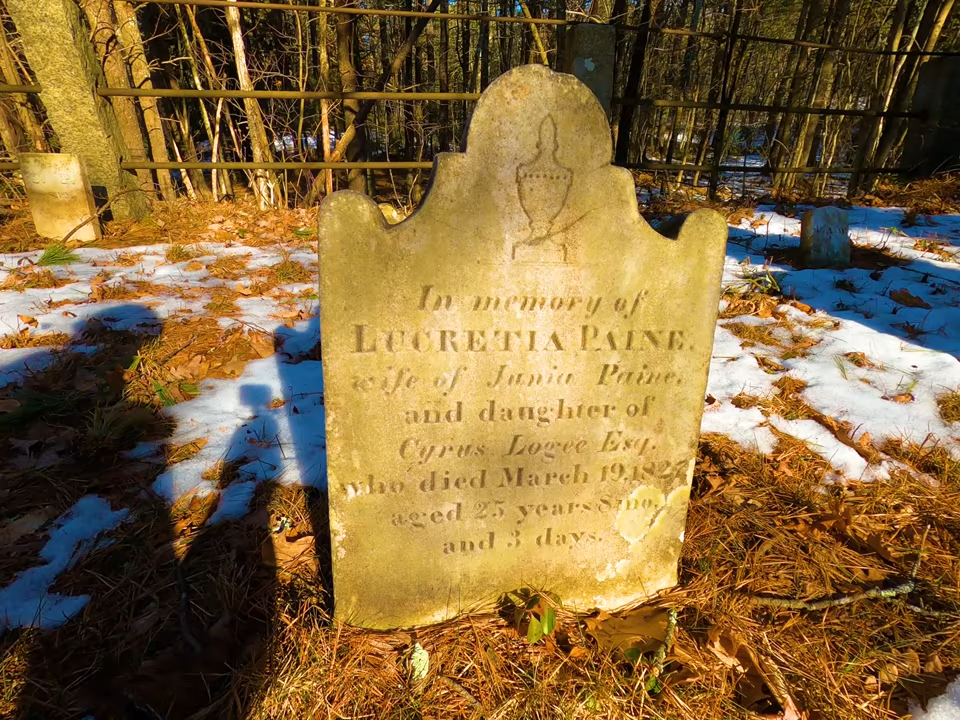 In memory of
LUCRETIA PAINE.
wife of Junia Paine.
and daughter of
Cyrus Logee Esq.
who died March 19, 1827
aged 25 years 8 mo.
and 3 days.